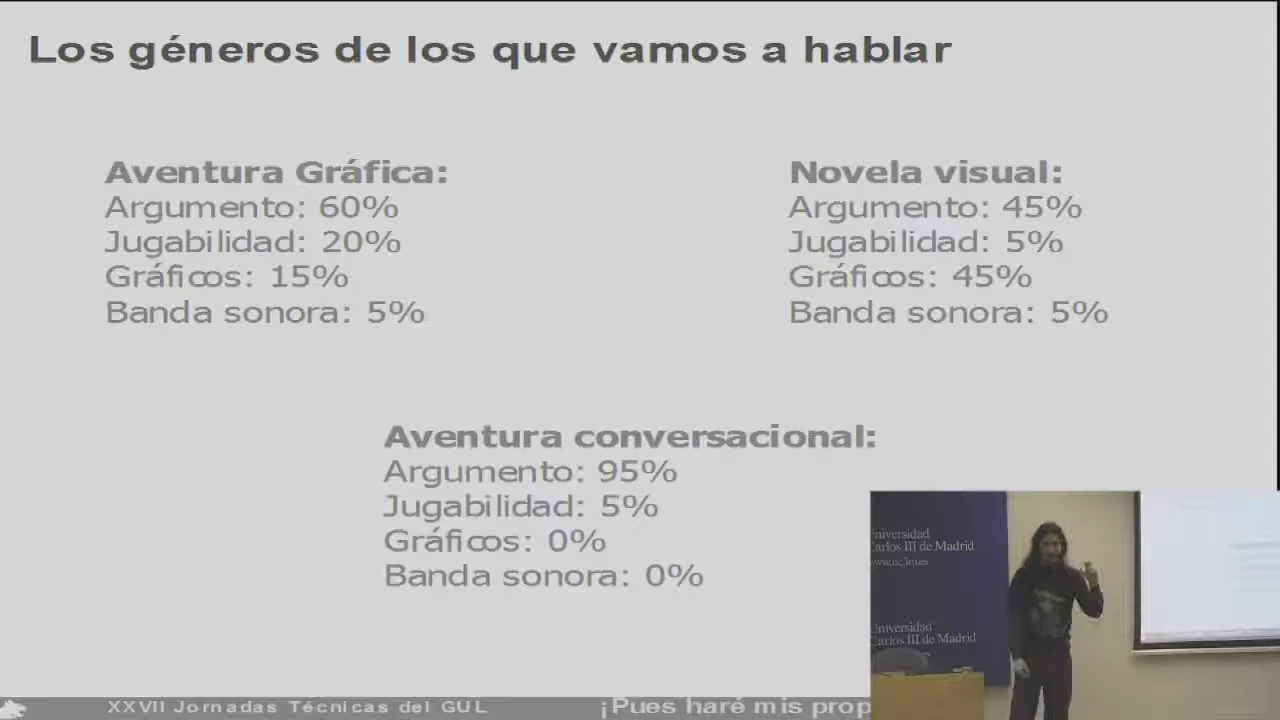 Los géneros de los que vamos a hablar
Aventura Gráfica:
Argumento: 60%
Jugabilidad: 20%
Gráficos: 15%
Banda sonora: 5%
Novela visual:
Argumento: 45%
Jugabilidad: 5%
Gráficos: 45%
Banda sonora: 5%
Aventura conversacional:
Argumento: 95%
Jugabilidad: 5%
Gráficos: 0%
Banda sonora: 0%
Universidad
Carlos III de Madrid
www.uc3m.es
Universidad
Carlos III de Madrid
XXVII Jornadas Técnicas del GUL
¡Pues haré mis prop